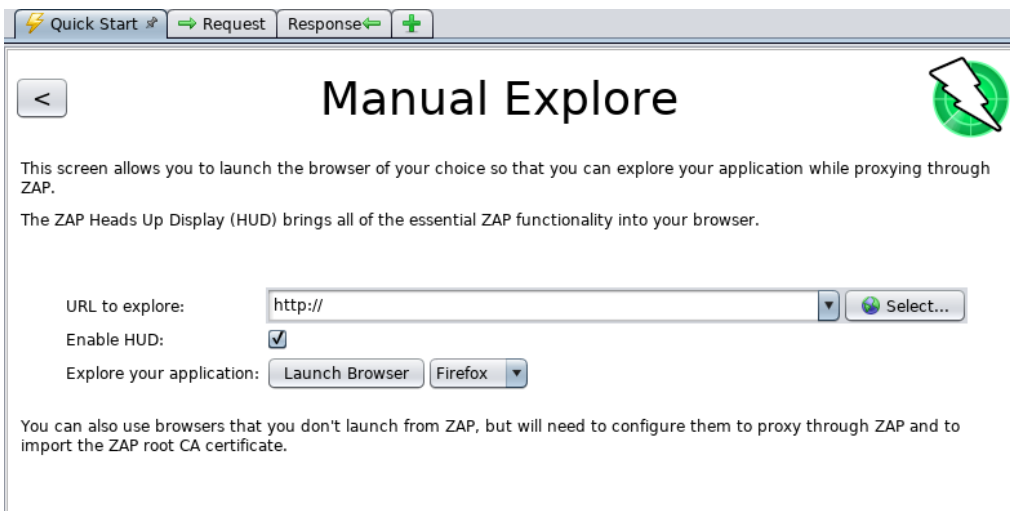 Quick Start Request Response
< Manual Explore
This screen allows you to launch the browser of your choice so that you can explore your application while proxying through
ZAP.
The ZAP Heads Up Display (HUD) brings all of the essential ZAP functionality into your browser.
URL to explore: http:// Select...
Enable HUD:
Explore your application: Launch Browser Firefox
You can also use browsers that you don't launch from ZAP, but will need to configure them to proxy through ZAP and to
import the ZAP root CA certificate.